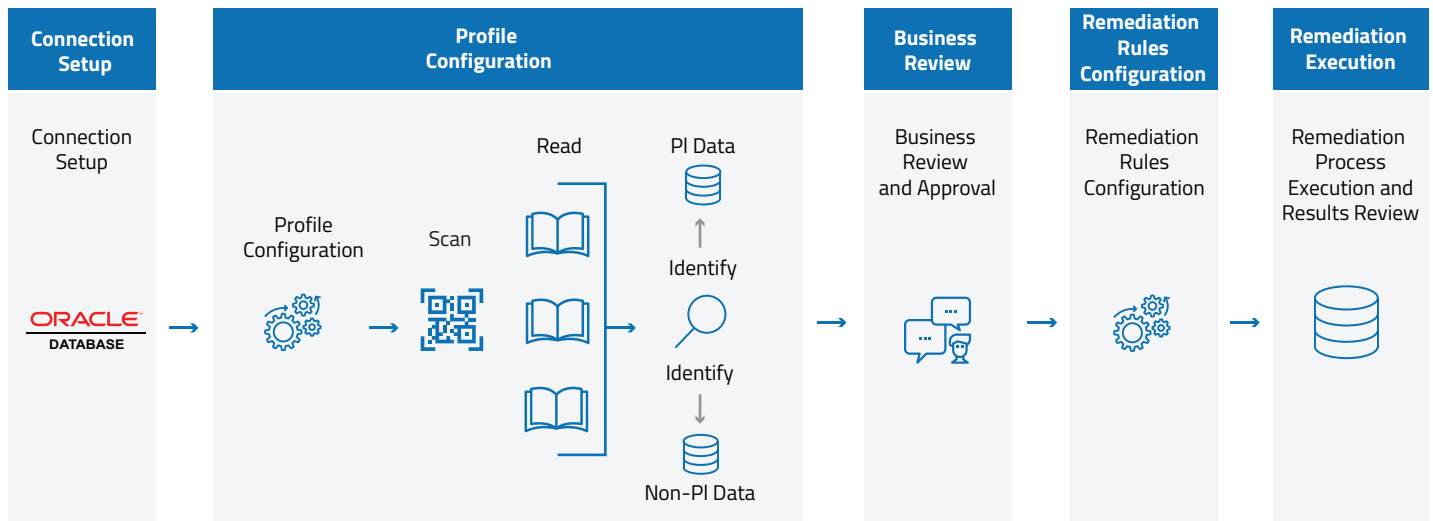 Connection
Setup
Profile
Configuration
Business
Review
Remediation
Rules
Configuration
Remediation
Execution
Connection
Setup
ORACLE
DATABASE
Profile
Configuration
Scan
Read
PI Data
Identify
Identify
Non-PI Data
Business
Review
and Approval
Remediation
Rules
Configuration
Remediation
Process
Execution and
Results Review